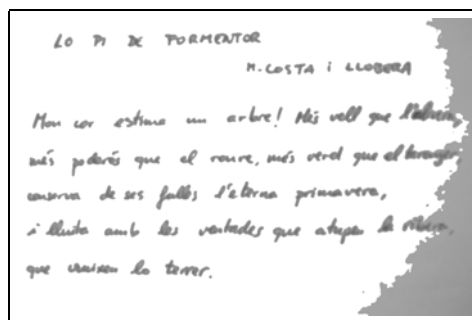 LO PI DE FORMENTOR
M. COSTA i LLOBERA
Mon cor estima un arbre! Més vell que l'olivera,
més poderós que el roure, més verd que el taronger,
conserva de ses fulles l'eterna primavera,
i lluita amb les ventades que atupen la ribera,
que cruixen lo terrer.